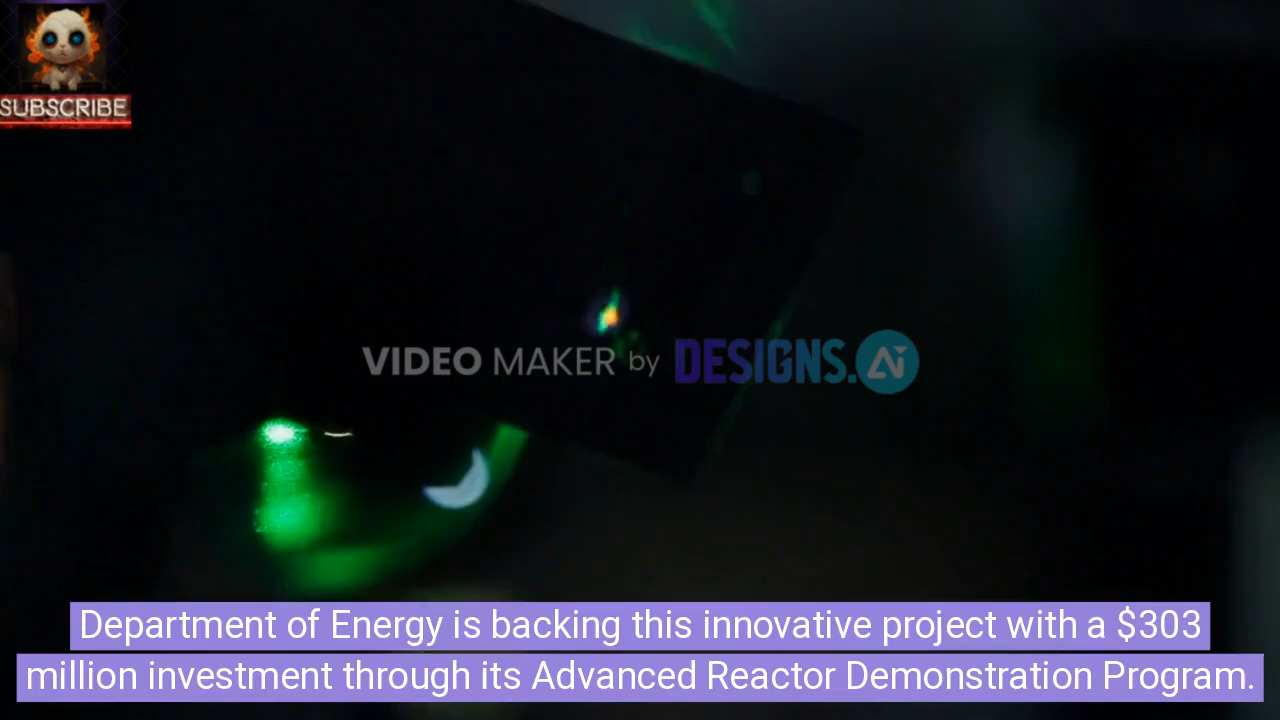 SUBSCRIBE
VIDEO MAKER by DESIGNS.Ai
Department of Energy is backing this innovative project with a $303
million investment through its Advanced Reactor Demonstration Program.